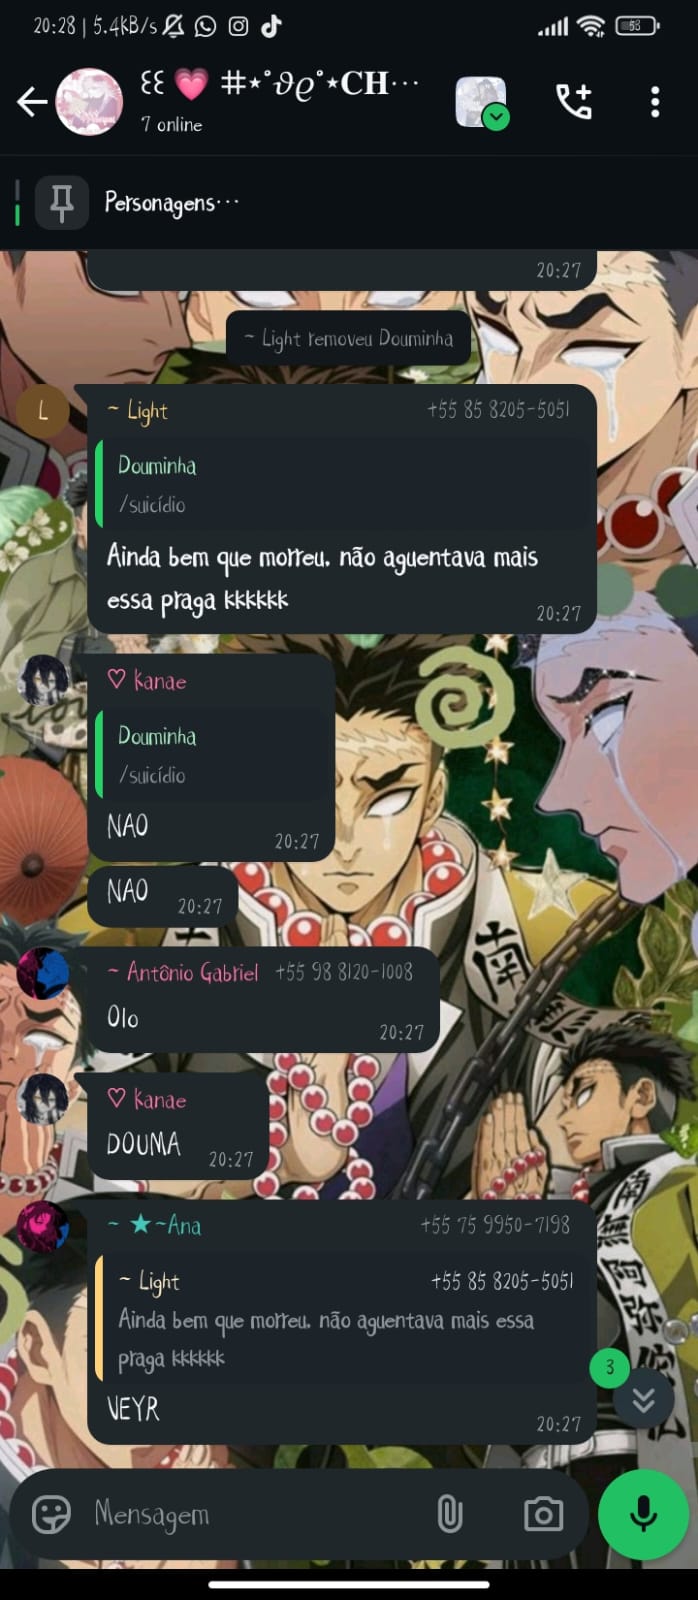 20:28 | 5.4kB/s
58
꒰꒰ 💗 ⌗⋆˚𝜗𝜚˚⋆𝐂𝐇···
7 online
Personagens···
20:27
~ Light removeu Douminha
L
~ Light +55 85 8205-5051
Douminha
/suicídio
Ainda bem que morreu. não aguentava mais
essa praga kkkkkk
20:27
♡ Kanae
Douminha
/suicídio
NAO
20:27
NAO 20:27
~ Antônio Gabriel +55 98 8120-1008
Olo
20:27
♡ Kanae
DOUMA 20:27
~ ★~Ana +55 75 9950-7198
~ Light +55 85 8205-5051
Ainda bem que morreu. não aguentava mais essa
praga kkkkkk
VEYR
20:27
3
Mensagem